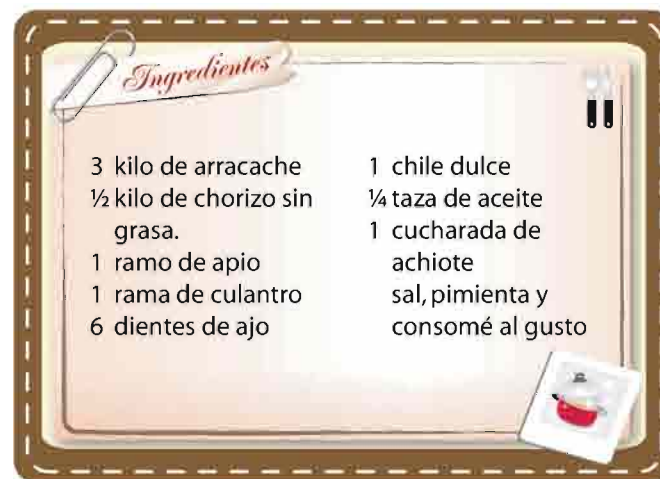 Ingredientes
3 kilo de arracache
½ kilo de chorizo sin
grasa.
1 ramo de apio
1 rama de culantro
6 dientes de ajo
1 chile dulce
¼ taza de aceite
1 cucharada de
achiote
sal, pimienta y
consomé al gusto